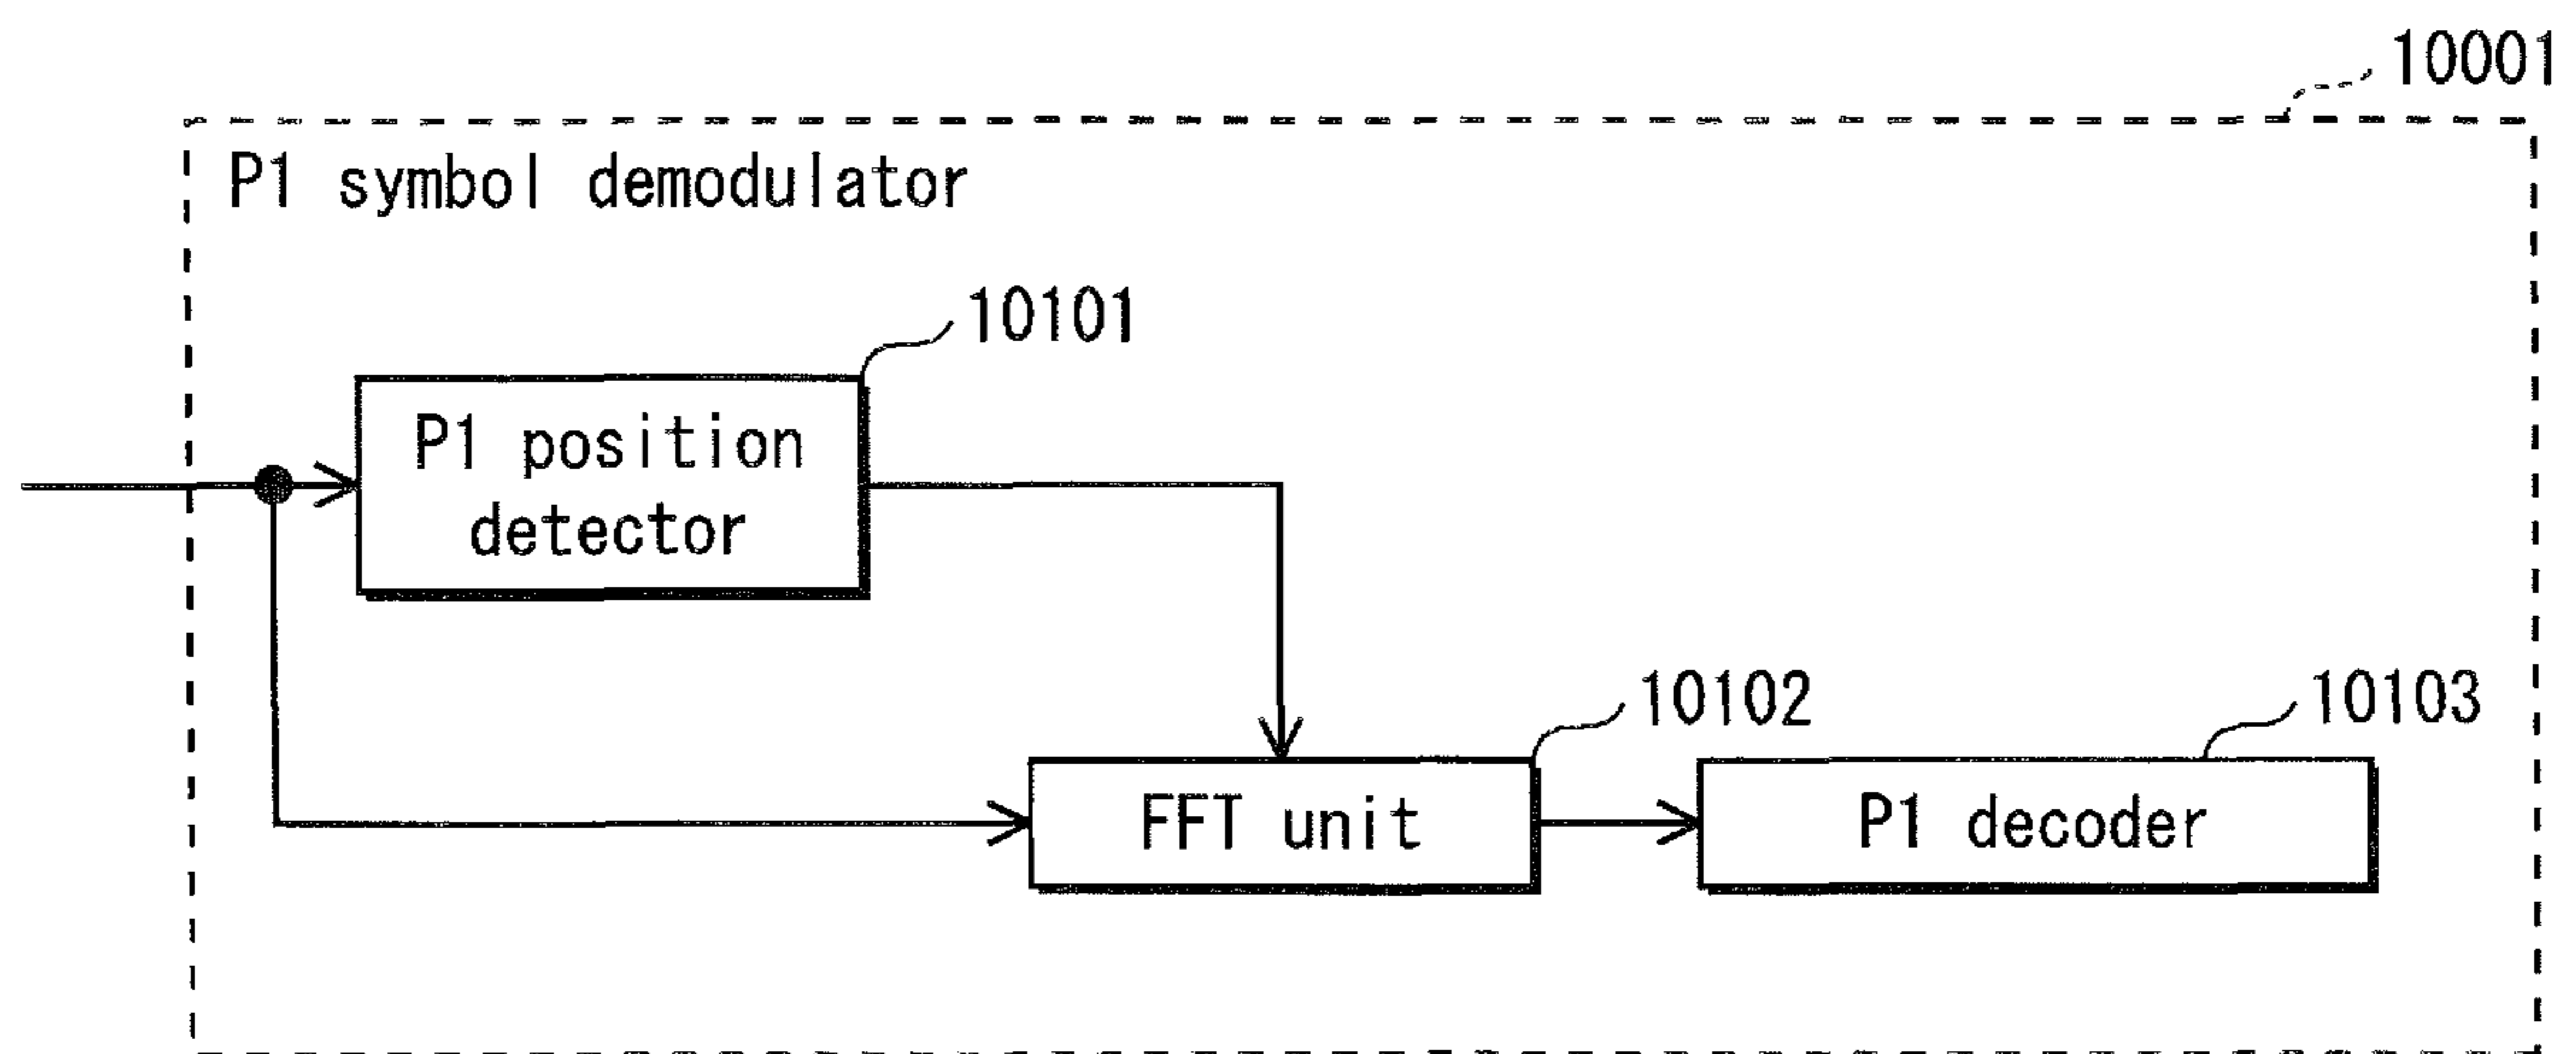 10001
P1 symbol demodulator
10101
P1 position
detector
10102
10103
FFT unit
P1 decoder